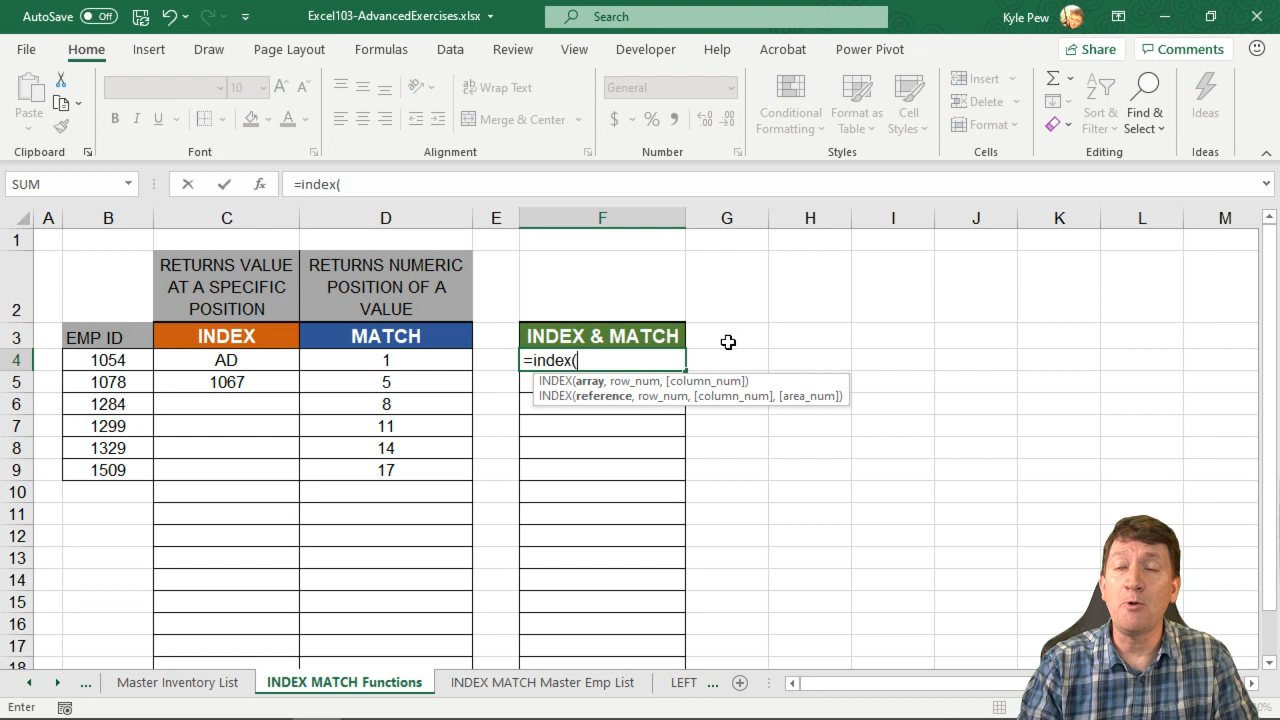 AutoSave Off Excel103-AdvancedExercises.xlsx Search Kyle Pew
File Home Insert Draw Page Layout Formulas Data Review View Developer Help Acrobat Power Pivot Share Comments
Paste
Clipboard
10
B I U
Font
Wrap Text
Merge & Center
Alignment
General
$ % ,
Number
Conditional Formatting
Format as Table
Cell Styles
Styles
Insert
Delete
Format
Cells
Sort & Filter
Find & Select
Editing
Ideas
Ideas
SUM =index(
A B C D E F G H I J K L M
1
2 RETURNS VALUE AT A SPECIFIC POSITION RETURNS NUMERIC POSITION OF A VALUE
3 EMP ID INDEX MATCH INDEX & MATCH
4 1054 AD 1 =index(
INDEX(array, row_num, [column_num])
INDEX(reference, row_num, [column_num], [area_num])
5 1078 1067 5
6 1284 8
7 1299 11
8 1329 14
9 1509 17
10
11
12
13
14
15
16
17
18
... Master Inventory List INDEX MATCH Functions INDEX MATCH Master Emp List LEFT ...
Enter